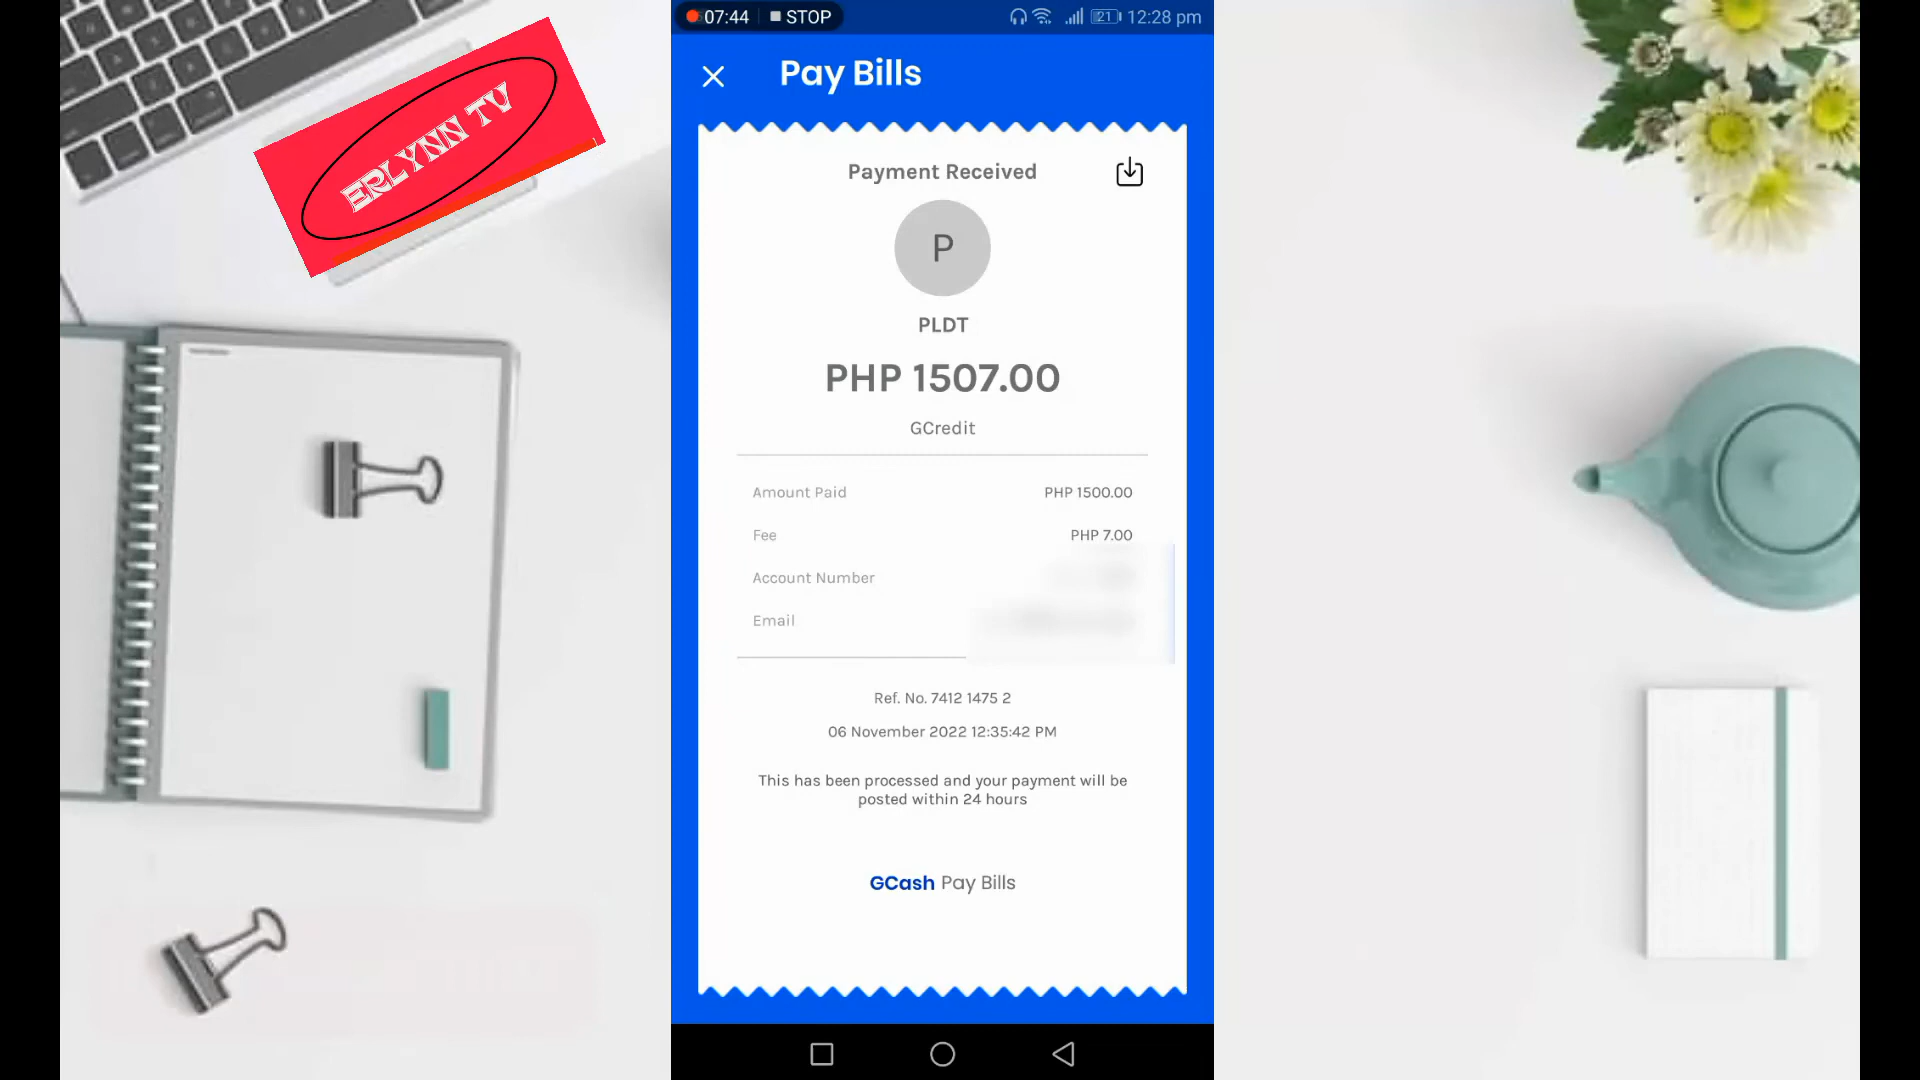 ERLYNN TV
07:44 STOP 21 12:28 pm
Pay Bills
Payment Received
P
PLDT
PHP 1507.00
GCredit
Amount Paid PHP 1500.00
Fee PHP 7.00
Account Number
Email
Ref. No. 7412 1475 2
06 November 2022 12:35:42 PM
This has been processed and your payment will be
posted within 24 hours
GCash Pay Bills